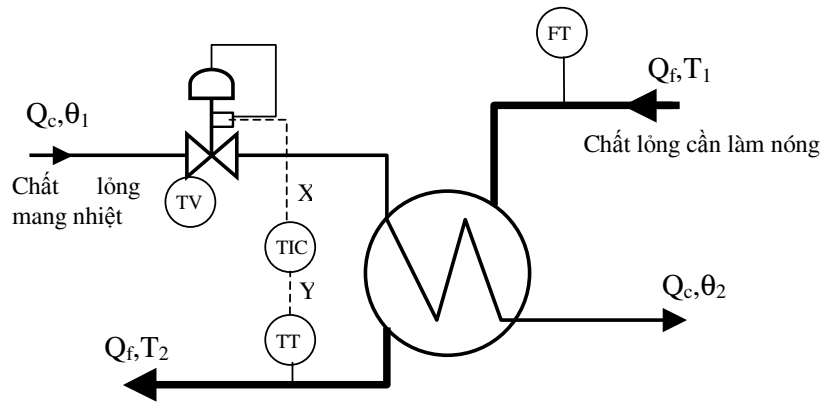 FT
Q_f,T_1
Q_c,θ_1
Chất lỏng cần làm nóng
Chất lỏng
mang nhiệt
TV
X
TIC
Y
Q_c,θ_2
TT
Q_f,T_2